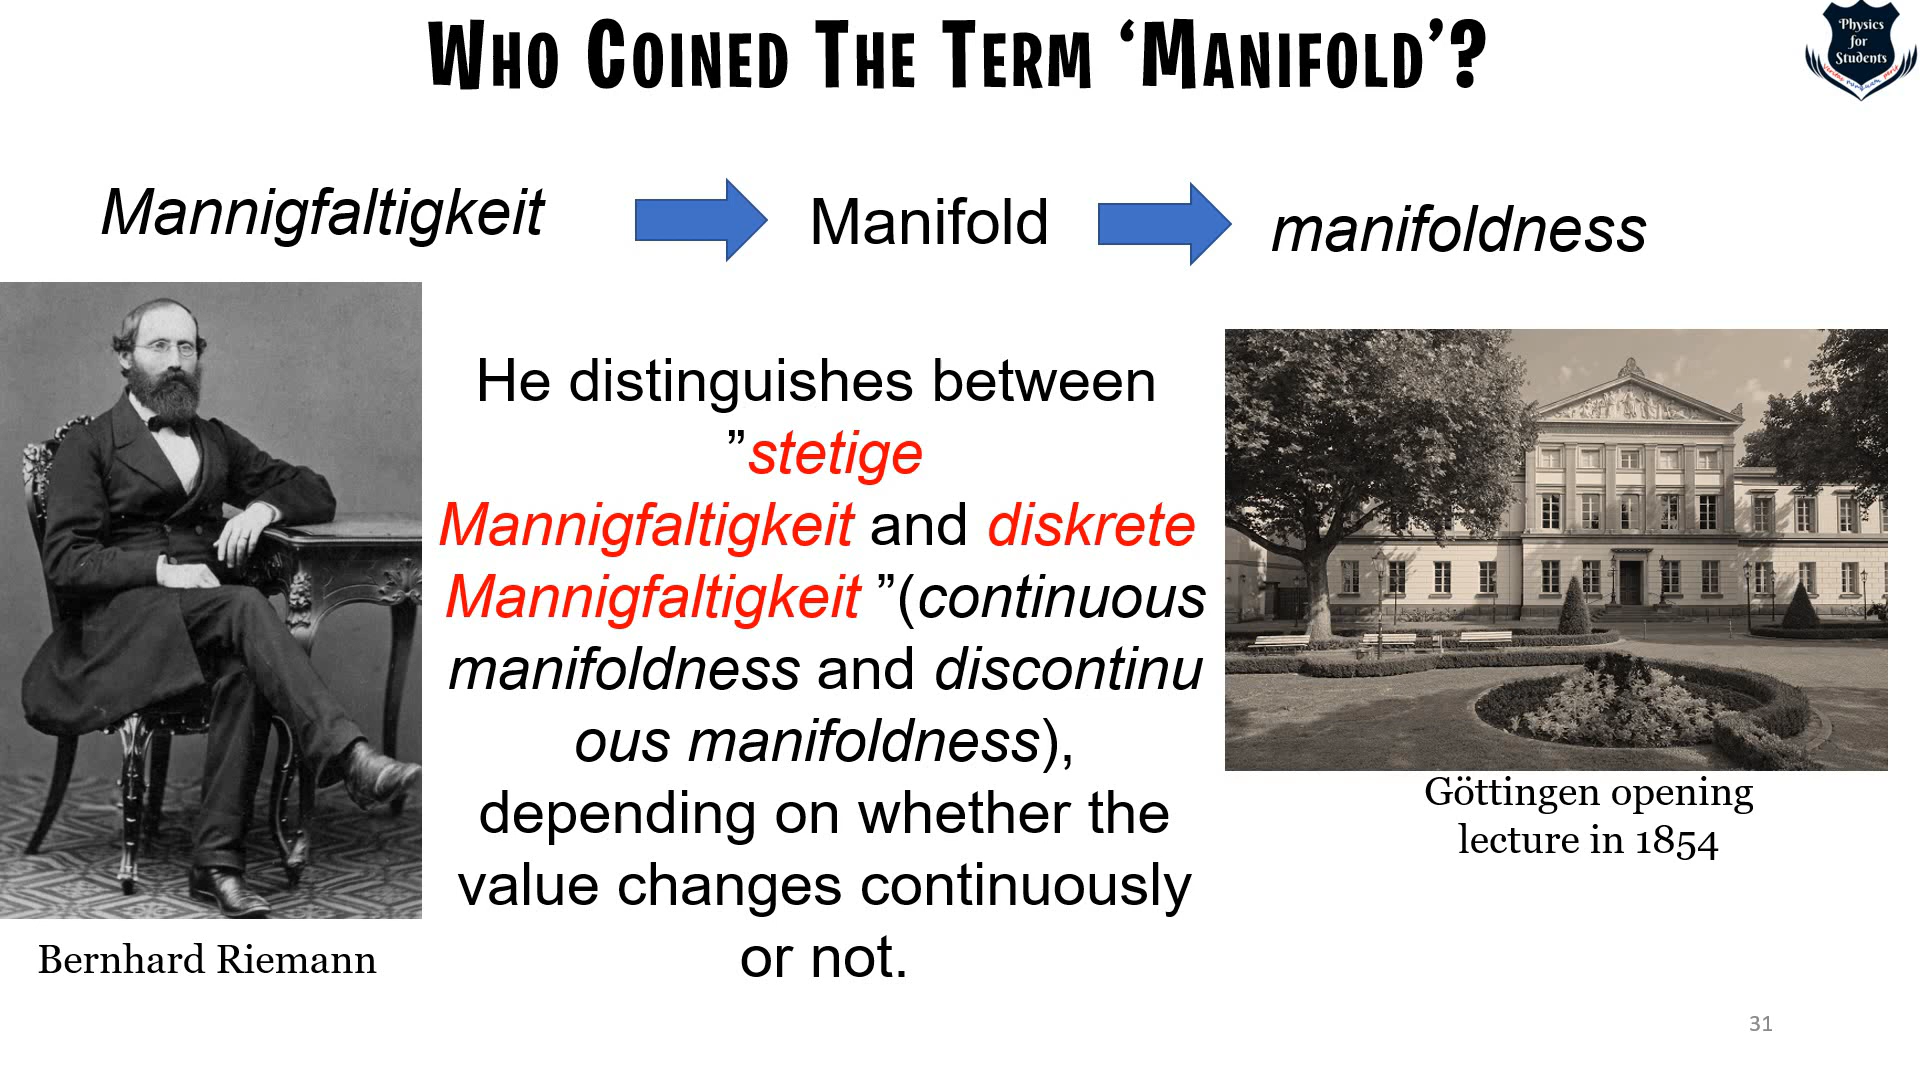 WHO COINED THE TERM ‘MANIFOLD’?
Physics
for
Students
Mannigfaltigkeit
Manifold
manifoldness
He distinguishes between
”stetige
Mannigfaltigkeit and diskrete
Mannigfaltigkeit ”(continuous
manifoldness and discontinu
ous manifoldness),
depending on whether the
value changes continuously
or not.
Göttingen opening
lecture in 1854
Bernhard Riemann
31